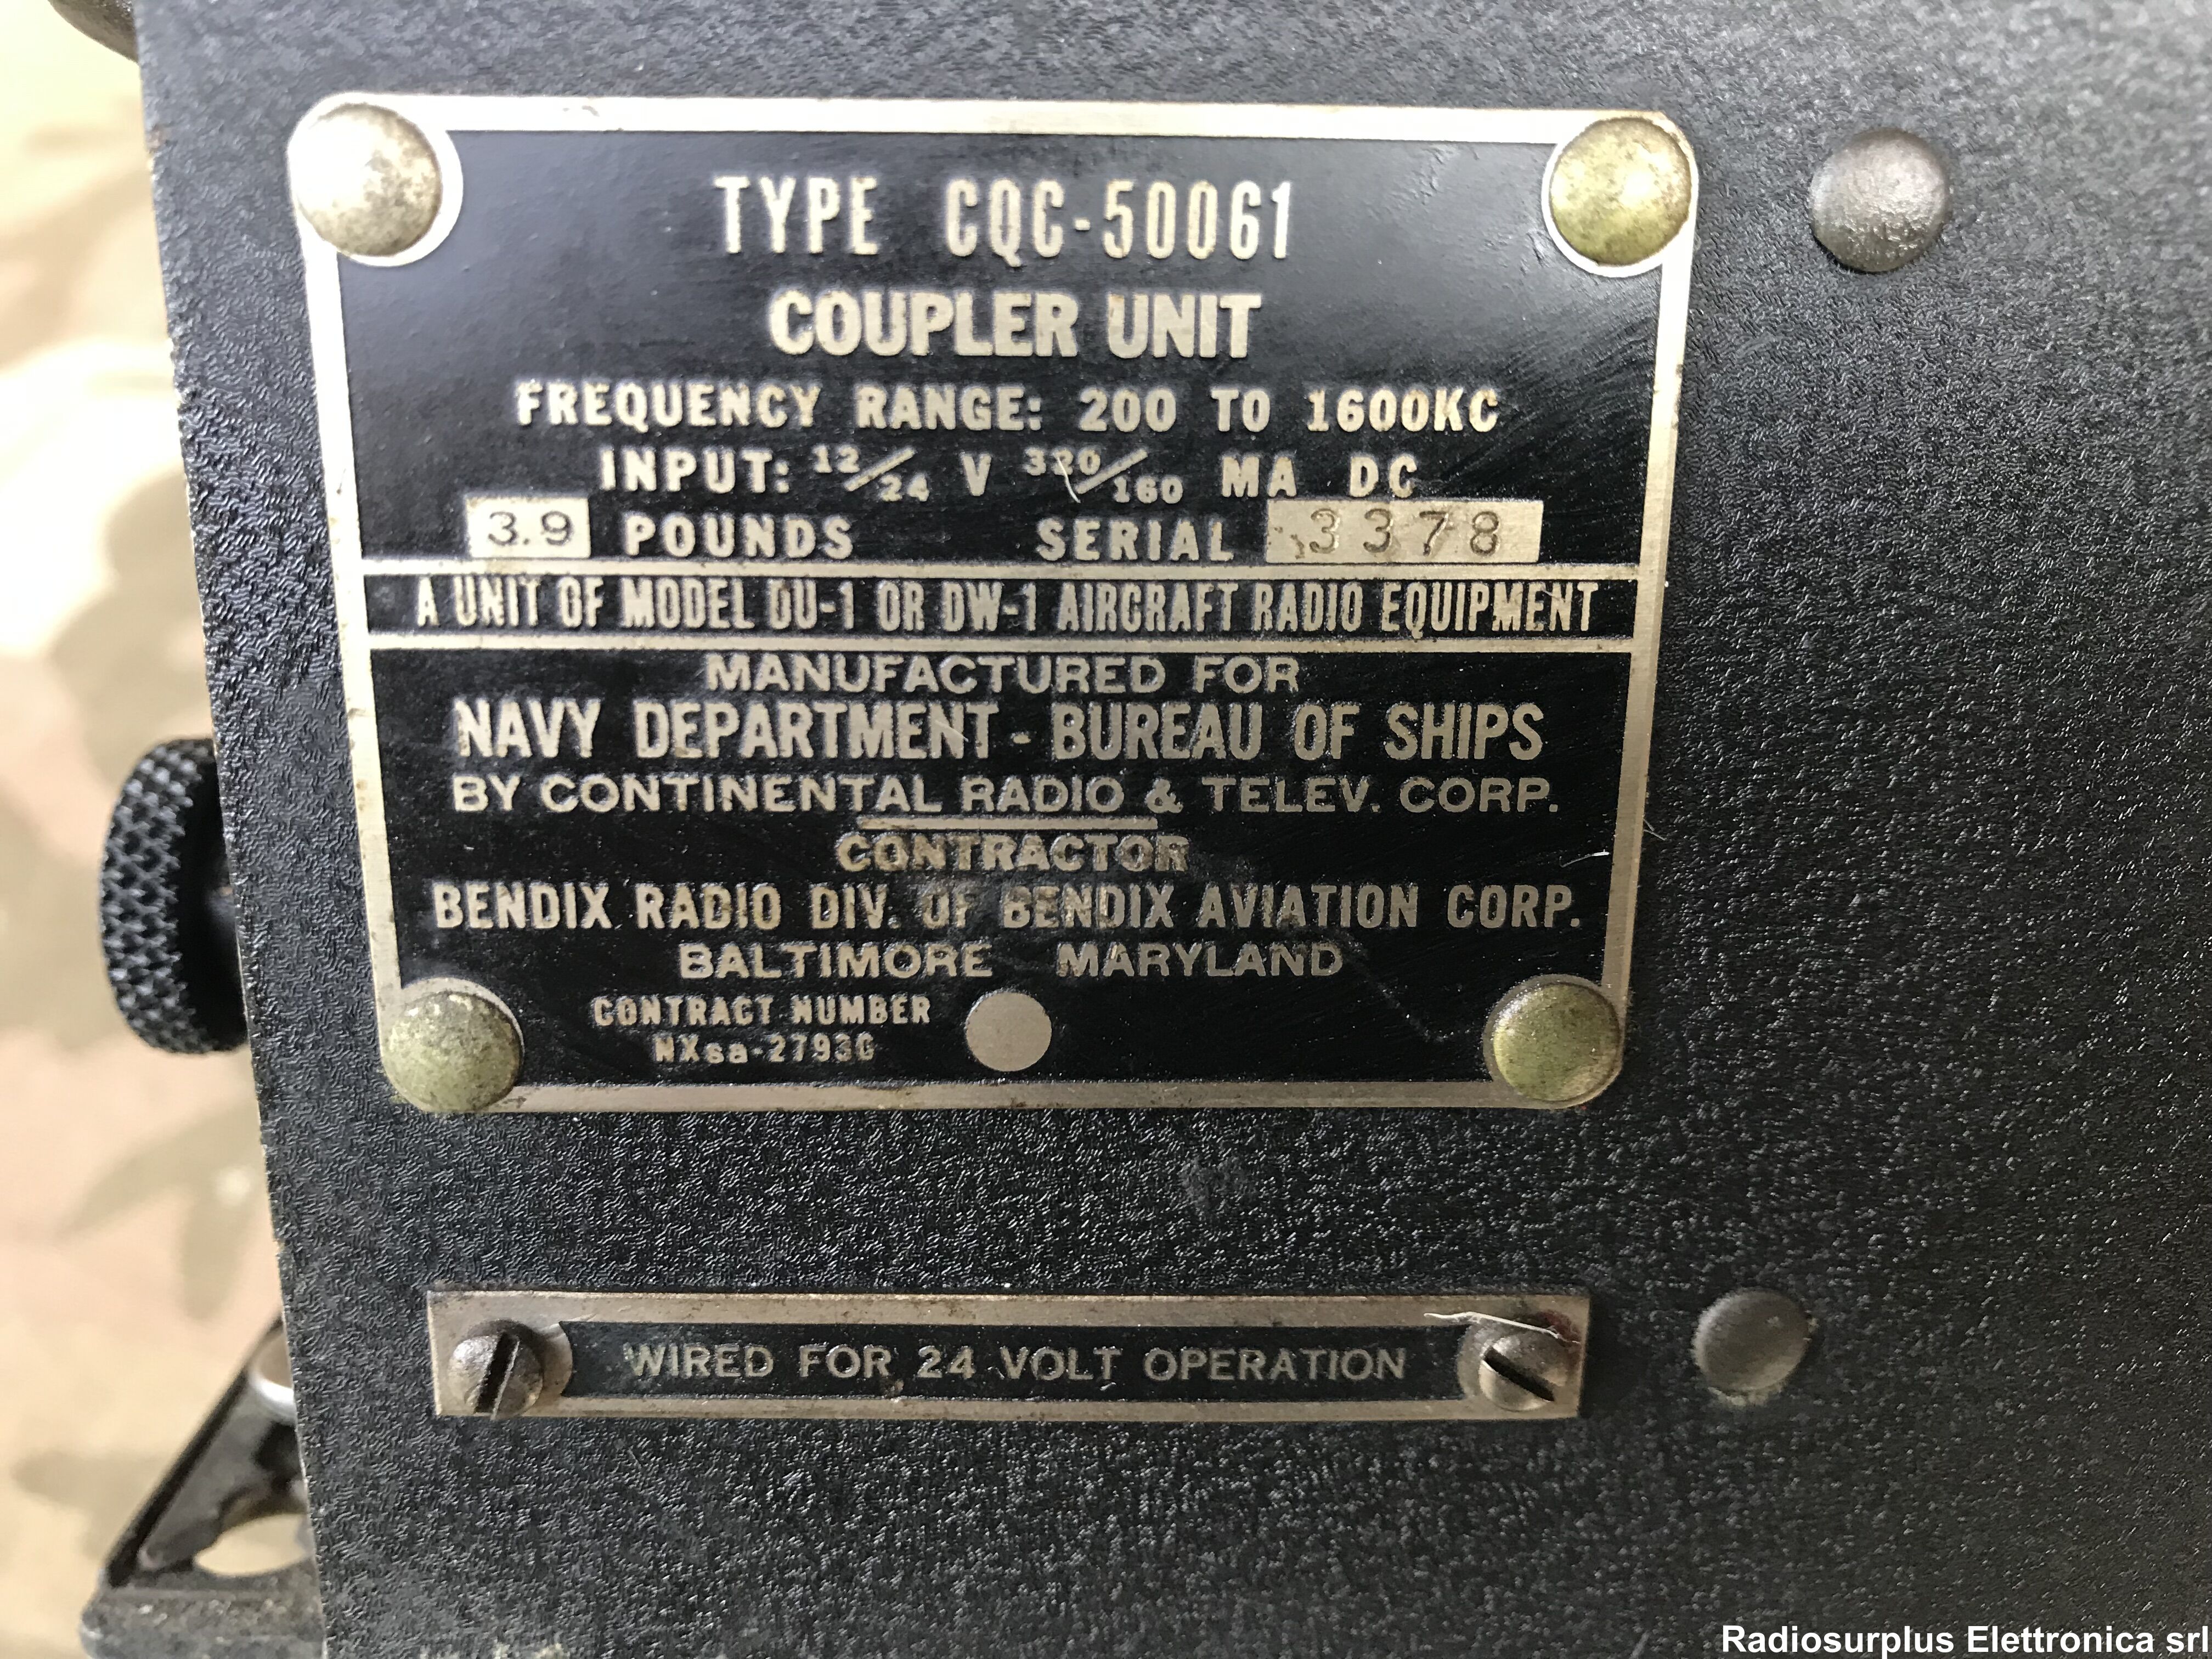 TYPE CQC-50061
COUPLER UNIT
FREQUENCY RANGE: 200 TO 1600KC
INPUT: 12/24 V 320/160 MA DC
3.9 POUNDS SERIAL 3378
A UNIT OF MODEL DU-1 OR DW-1 AIRCRAFT RADIO EQUIPMENT
MANUFACTURED FOR
NAVY DEPARTMENT - BUREAU OF SHIPS
BY CONTINENTAL RADIO & TELEV. CORP.
CONTRACTOR
BENDIX RADIO DIV. OF BENDIX AVIATION CORP.
BALTIMORE MARYLAND
CONTRACT NUMBER
WIRED FOR 24 VOLT OPERATION
Radiosurplus Elettronica srl